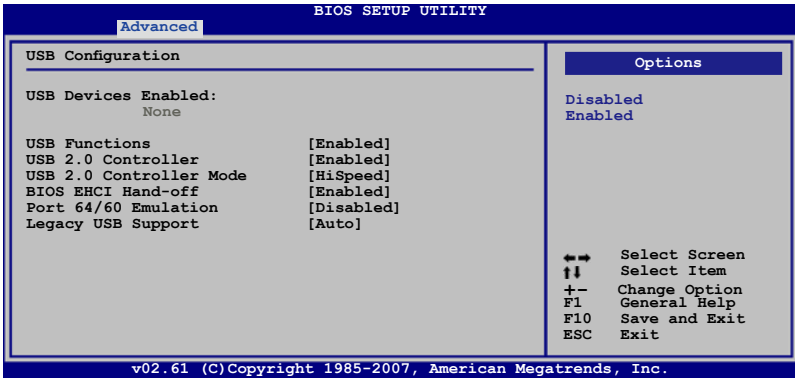 BIOS SETUP UTILITY
Advanced
USB Configuration
USB Devices Enabled:
None
USB Functions [Enabled]
USB 2.0 Controller [Enabled]
USB 2.0 Controller Mode [HiSpeed]
BIOS EHCI Hand-off [Enabled]
Port 64/60 Emulation [Disabled]
Legacy USB Support [Auto]
Options
Disabled
Enabled
←→ Select Screen
↑↓ Select Item
+- Change Option
F1 General Help
F10 Save and Exit
ESC Exit
v02.61 (C)Copyright 1985-2007, American Megatrends, Inc.